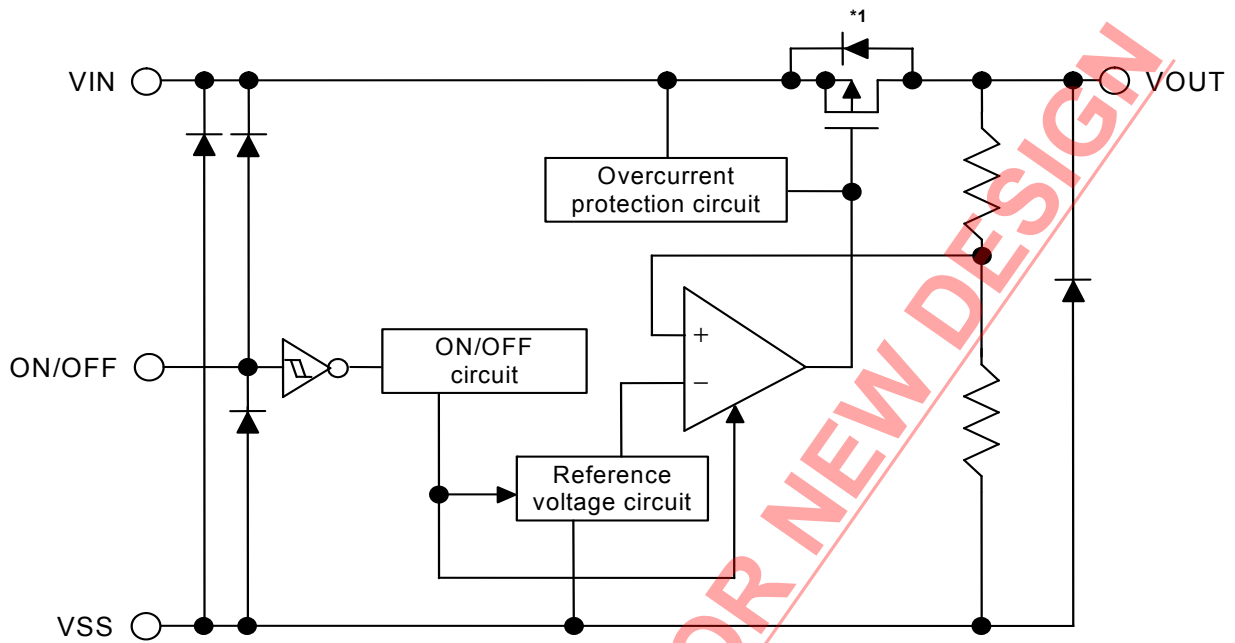 *1
VIN
VOUT
Overcurrent
protection circuit
ON/OFF
ON/OFF
circuit
+
−
Reference
voltage circuit
VSS
OR NEW DESIGN